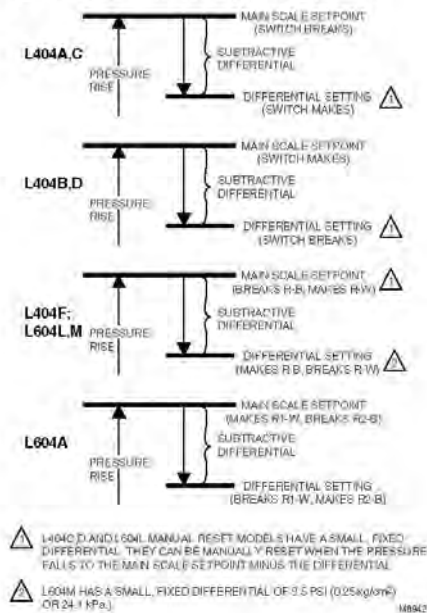 MAIN SCALE SETPOINT
(SWITCH BREAKS)
L404A,C
SUBTRACTIVE
DIFFERENTIAL
PRESSURE
RISE
DIFFERENTIAL SETTING
(SWITCH MAKES)
1
MAIN SCALE SETPOINT
(SWITCH MAKES)
L404B,D
SUBTRACTIVE
DIFFERENTIAL
PRESSURE
RISE
DIFFERENTIAL SETTING
(SWITCH BREAKS)
1
MAIN SCALE SETPOINT
(BREAKS R-B, MAKES R-W)
1
L404F;
L604L,M
SUBTRACTIVE
DIFFERENTIAL
PRESSURE
RISE
DIFFERENTIAL SETTING
(MAKES R-B, BREAKS R-W)
2
MAIN SCALE SETPOINT
(MAKES R1-W, BREAKS R2-B)
L604A
SUBTRACTIVE
DIFFERENTIAL
PRESSURE
RISE
DIFFERENTIAL SETTING
(BREAKS R1-W, MAKES R2-B)
1 L404C,D AND L604L MANUAL RESET MODELS HAVE A SMALL, FIXED
DIFFERENTIAL. THEY CAN BE MANUALLY RESET WHEN THE PRESSURE
FALLS TO THE MAIN SCALE SETPOINT MINUS THE DIFFERENTIAL.
2 L604M HAS A SMALL, FIXED DIFFERENTIAL OF 3.5 PSI (0.25 kg/cm²)
OR 24.1 kPa.)